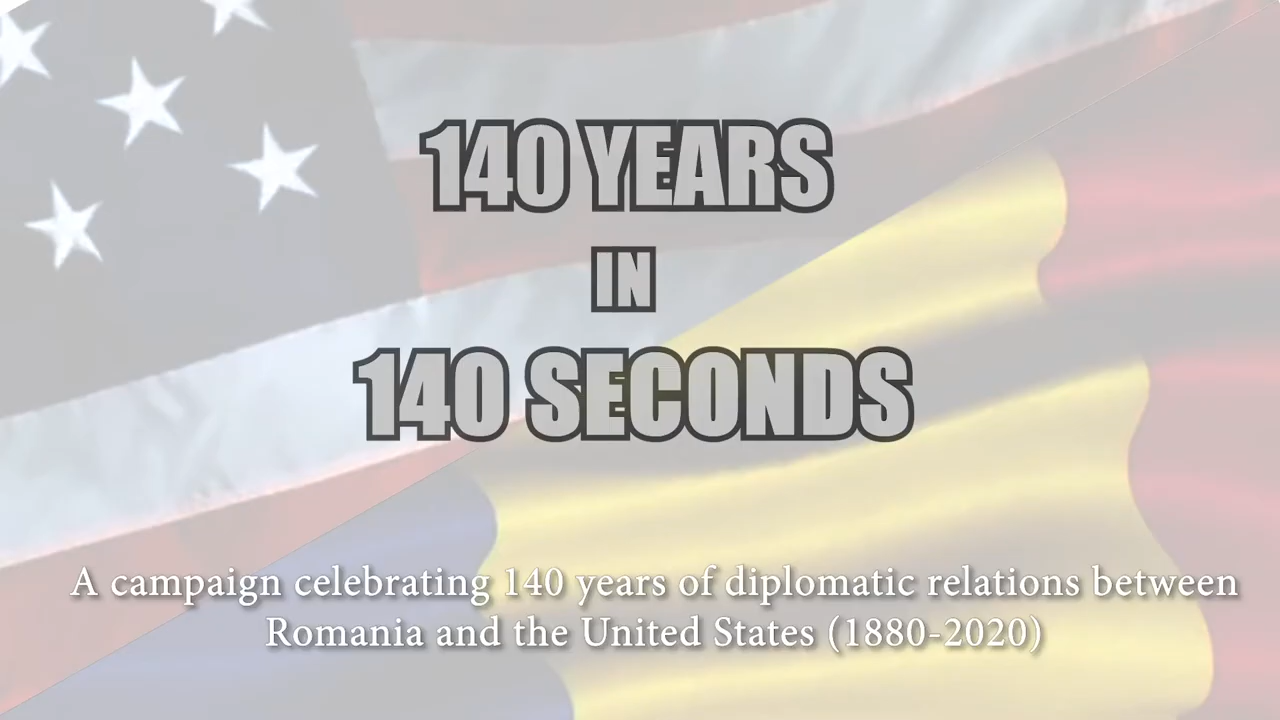 140 YEARS
IN
140 SECONDS
A campaign celebrating 140 years of diplomatic relations between
Romania and the United States (1880-2020)